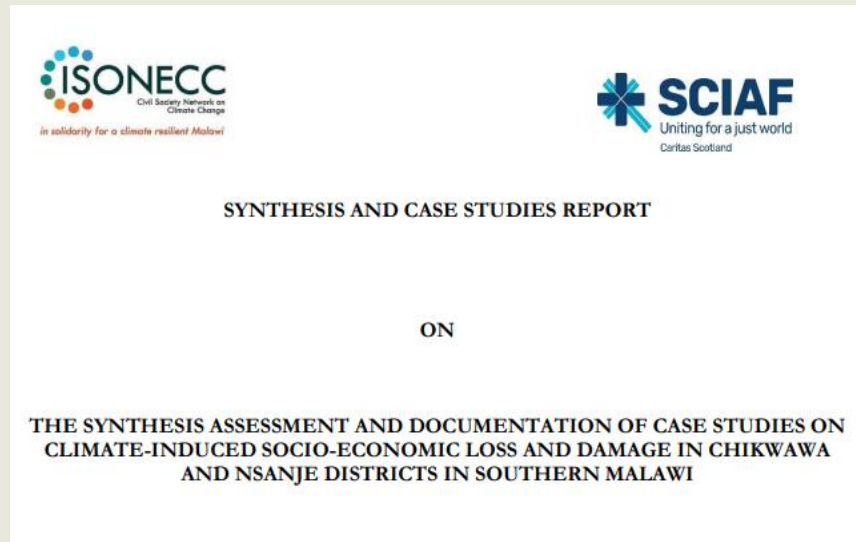 ISONECC
Civil Society Network on
Climate Change
in solidarity for a climate resilient Malawi
SCIAF
Uniting for a just world
Caritas Scotland
SYNTHESIS AND CASE STUDIES REPORT
ON
THE SYNTHESIS ASSESSMENT AND DOCUMENTATION OF CASE STUDIES ON
CLIMATE-INDUCED SOCIO-ECONOMIC LOSS AND DAMAGE IN CHIKWAWA
AND NSANJE DISTRICTS IN SOUTHERN MALAWI